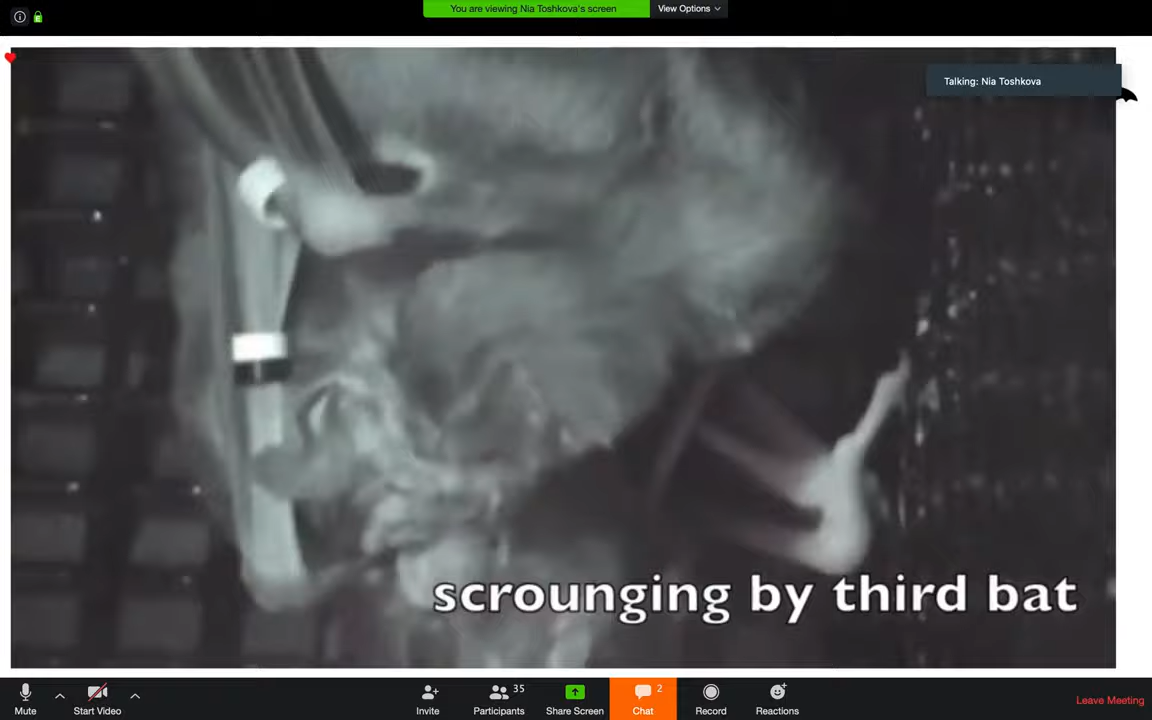 You are viewing Nia Toshkova's screen
View Options
Talking: Nia Toshkova
scrounging by third bat
Mute
Start Video
Invite
Participants
35
Share Screen
Chat
2
Record
Reactions
Leave Meeting